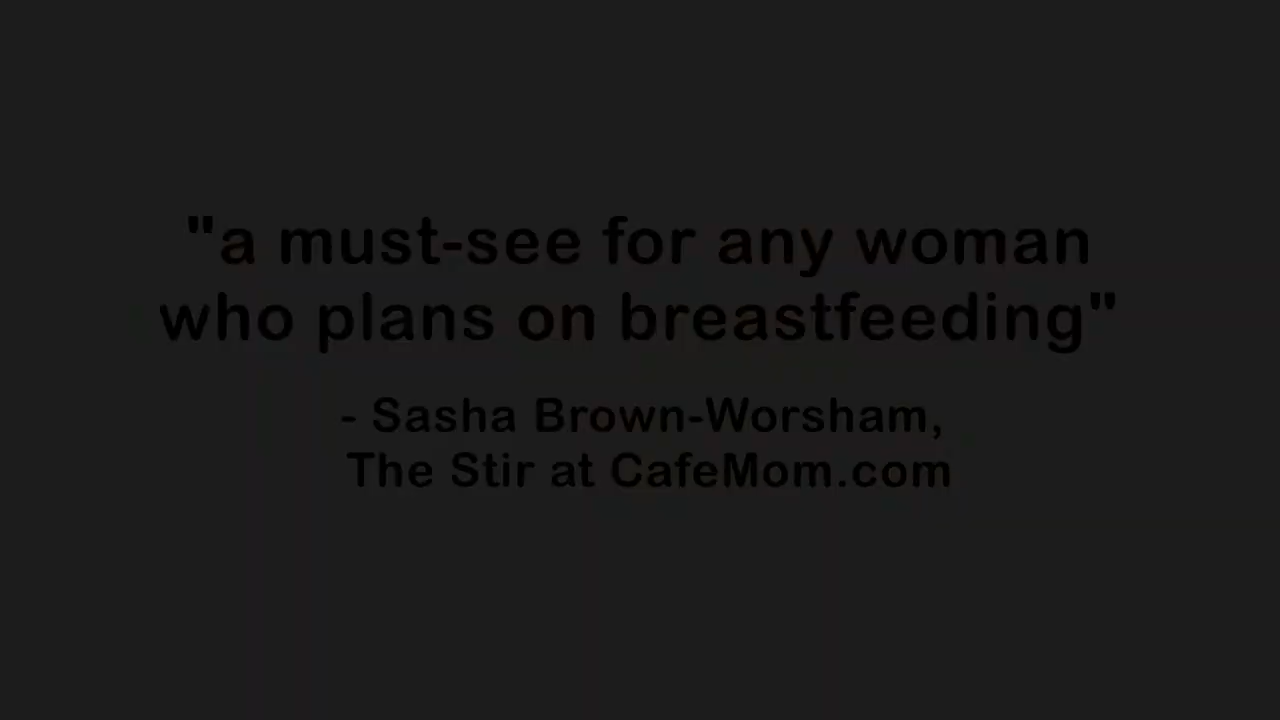 "a must-see for any woman
who plans on breastfeeding"
- Sasha Brown-Worsham,
The Stir at CafeMom.com